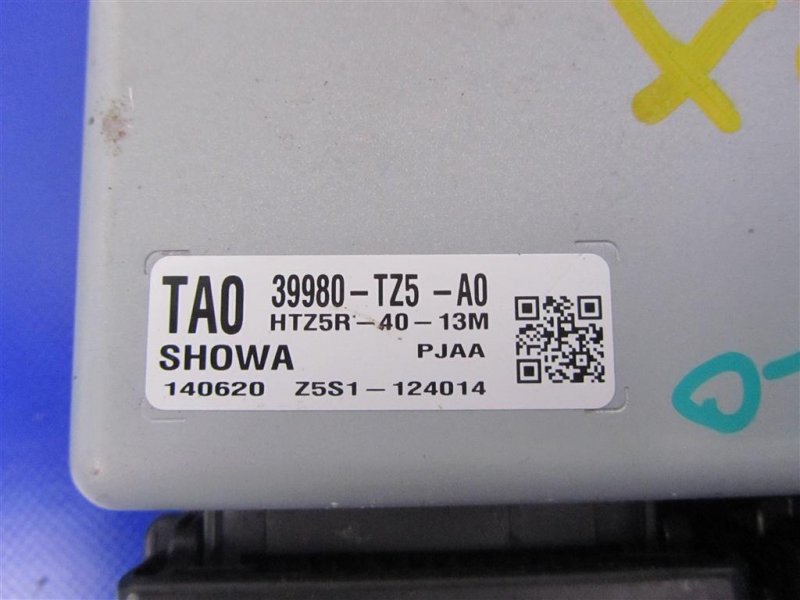 TA0 39980-TZ5 -A0
HTZ5R-40-13M
SHOWA PJAA
140620 Z5S1-124014